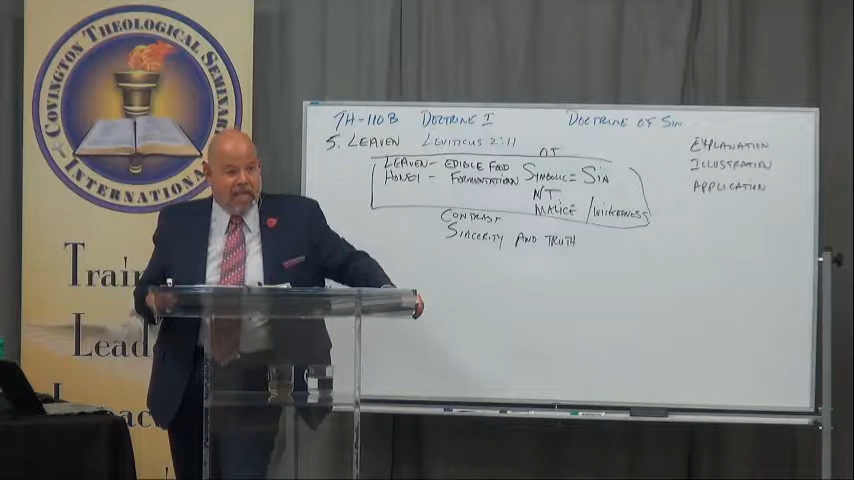 COVINGTON THEOLOGICAL SEMINARY
INTERNATIONAL
Train
Lead
TH-110B DOCTRINE I DOCTRINE OF SIN
5. LEAVEN LEVITICUS 2:11
OT
LEAVEN - EDIBLE FOOD SYMBOLIC = SIN
HONEY - FORMENTATION
NT
MALICE / WICKEDNESS
CONTRAST
SINCERITY AND TRUTH
EXPLANATION
ILLUSTRATION
APPLICATION